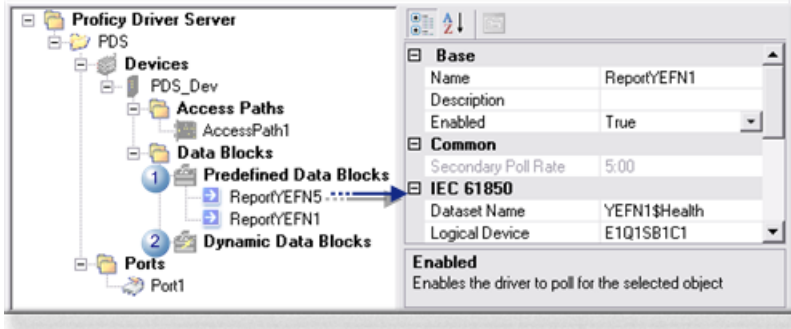 Proficy Driver Server
PDS
Devices
PDS_Dev
Access Paths
AccessPath1
Data Blocks
1 Predefined Data Blocks
ReportYEFN5
ReportYEFN1
2 Dynamic Data Blocks
Ports
Port1
A Z
Base
Name ReportYEFN1
Description
Enabled True
Common
Secondary Poll Rate 5:00
IEC 61850
Dataset Name YEFN1$Health
Logical Device E1Q1SB1C1
Enabled
Enables the driver to poll for the selected object